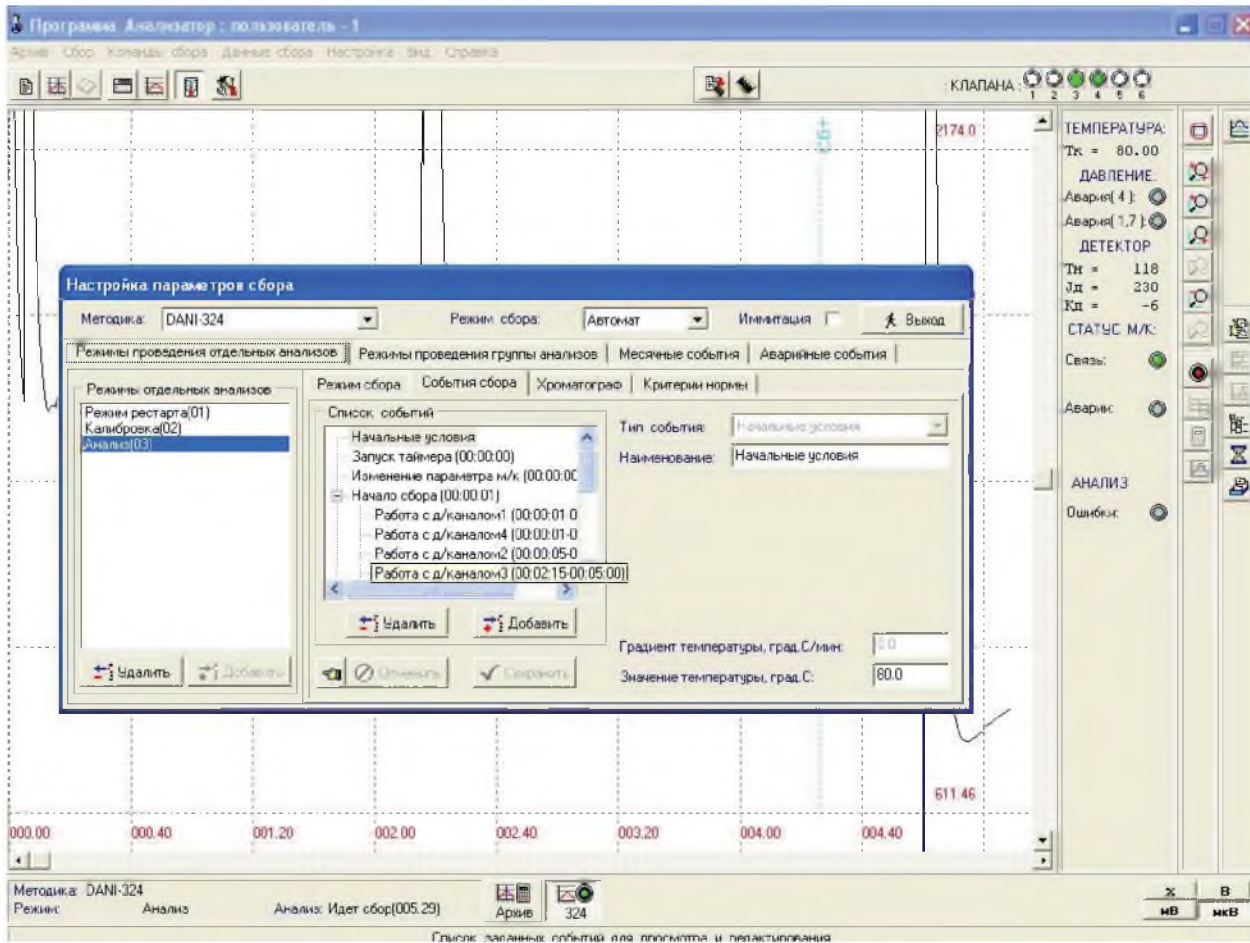 Программа Анализатор : пользователь - 1
Архив Сбор Команды сбора Данные сбора Настройка Вид Справка
КЛАПАНА :
1 2 3 4 5 6
2174.0
C6+
ТЕМПЕРАТУРА:
Тк = 80.00
ДАВЛЕНИЕ:
Авария( 4 ):
Авария( 1,7 ):
ДЕТЕКТОР
Тн = 118
Jд = 230
Кп = -6
СТАТУС М/К:
Связь:
Аварии:
АНАЛИЗ
Ошибки:
Настройка параметров сбора
Методика: DANI-324
Режим сбора: Автомат
Иммитация
Выход
Режимы проведения отдельных анализов
Режимы проведения группы анализов
Месячные события
Аварийные события
Режимы отдельных анализов
Режим рестарта(01)
Калибровка(02)
Анализ(03)
Удалить
Добавить
Режим сбора
События сбора
Хроматограф
Критерии нормы
Список событий
Начальные условия
Запуск таймера (00:00:00)
Изменение параметра м/к (00:00:0C
Начало сбора (00:00:01)
Работа с д/каналом1 (00:00:01-0
Работа с д/каналом4 (00:00:01-0
Работа с д/каналом2 (00:00:05-0
Работа с д/каналом3 (00:02:15-00:05:00)
Удалить
Добавить
Отменить
Сохранить
Тип события: Начальные условия
Наименование: Начальные условия
Градиент температуры, град.С/мин: 0.0
Значение температуры, град.С: 80.0
611.46
000.00 000.40 001.20 002.00 002.40 003.20 004.00 004.40
Методика: DANI-324
Режим: Анализ
Анализ: Идет сбор(005.29)
Архив
324
% В
мВ мкВ
Список заданных событий для просмотра и редактирования